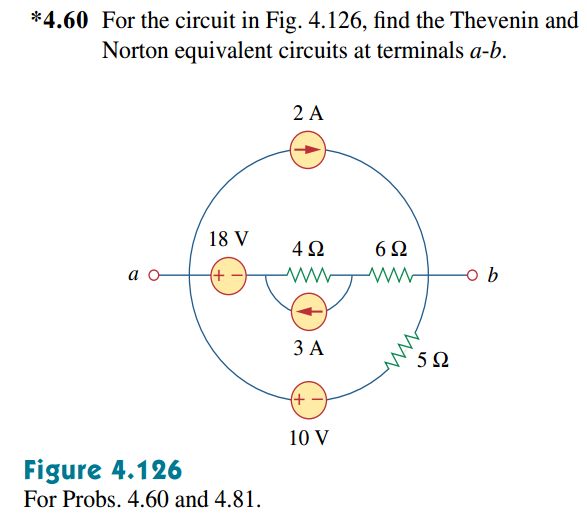 *4.60 For the circuit in Fig. 4.126, find the Thevenin and
Norton equivalent circuits at terminals a-b.
2 A
18 V
4 Ω
6 Ω
a
+ −
b
3 A
5 Ω
+ −
10 V
Figure 4.126
For Probs. 4.60 and 4.81.